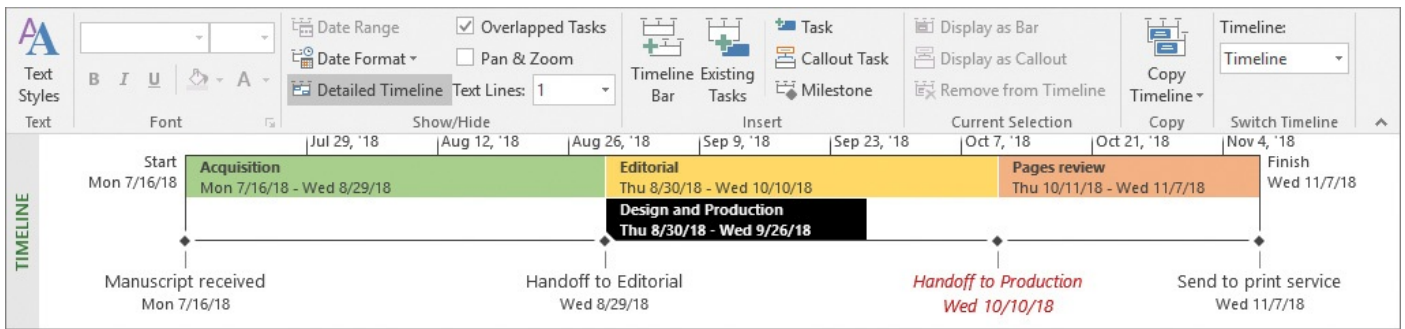 Text
Styles
Text
B I U A
Font
Date Range
Date Format
Detailed Timeline
Overlapped Tasks
Pan & Zoom
Text Lines: 1
Show/Hide
Timeline
Bar
Existing
Tasks
Task
Callout Task
Milestone
Insert
Display as Bar
Display as Callout
Remove from Timeline
Current Selection
Copy
Timeline
Copy
Timeline:
Timeline
Switch Timeline
TIMELINE
Jul 29, '18 Aug 12, '18 Aug 26, '18 Sep 9, '18 Sep 23, '18 Oct 7, '18 Oct 21, '18 Nov 4, '18
Start
Mon 7/16/18
Acquisition
Mon 7/16/18 - Wed 8/29/18
Editorial
Thu 8/30/18 - Wed 10/10/18
Pages review
Thu 10/11/18 - Wed 11/7/18
Finish
Wed 11/7/18
Design and Production
Thu 8/30/18 - Wed 9/26/18
Manuscript received
Mon 7/16/18
Handoff to Editorial
Wed 8/29/18
Handoff to Production
Wed 10/10/18
Send to print service
Wed 11/7/18